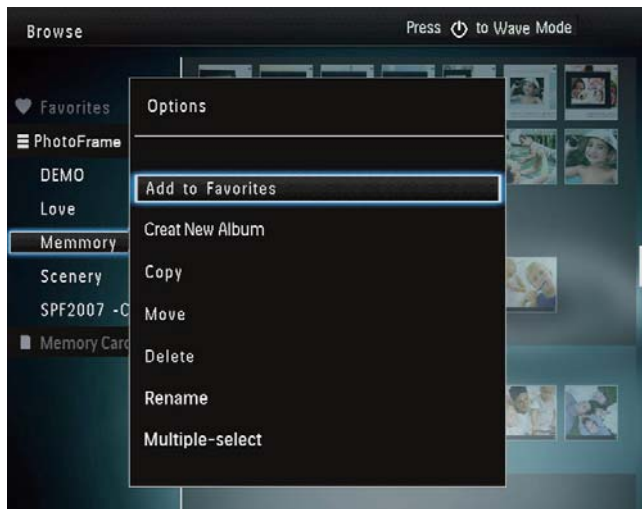 Browse
Press to Wave Mode
Favorites
PhotoFrame
DEMO
Love
Memmory
Scenery
SPF2007 -C
Memory Card
Options
Add to Favorites
Creat New Album
Copy
Move
Delete
Rename
Multiple-select